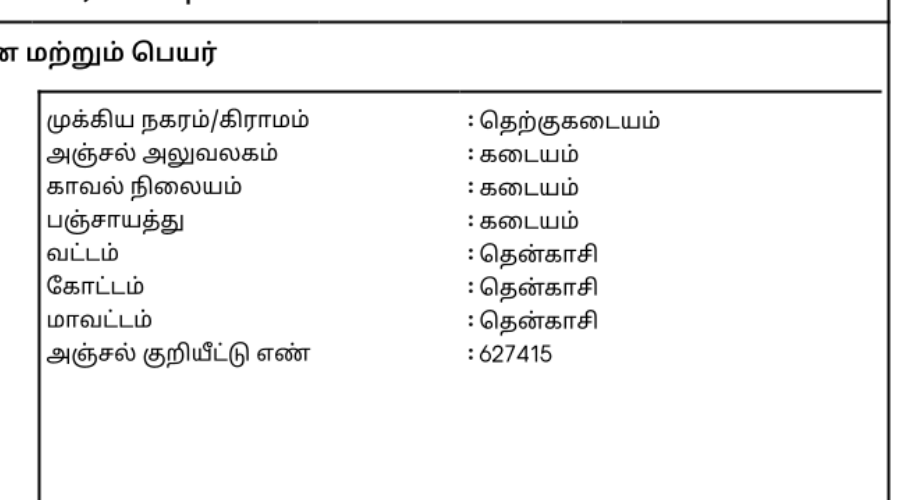 மற்றும் பெயர்
முக்கிய நகரம்/கிராமம் : தெற்குகடையம்
அஞ்சல் அலுவலகம் : கடையம்
காவல் நிலையம் : கடையம்
பஞ்சாயத்து : கடையம்
வட்டம் : தென்காசி
கோட்டம் : தென்காசி
மாவட்டம் : தென்காசி
அஞ்சல் குறியீட்டு எண் : 627415